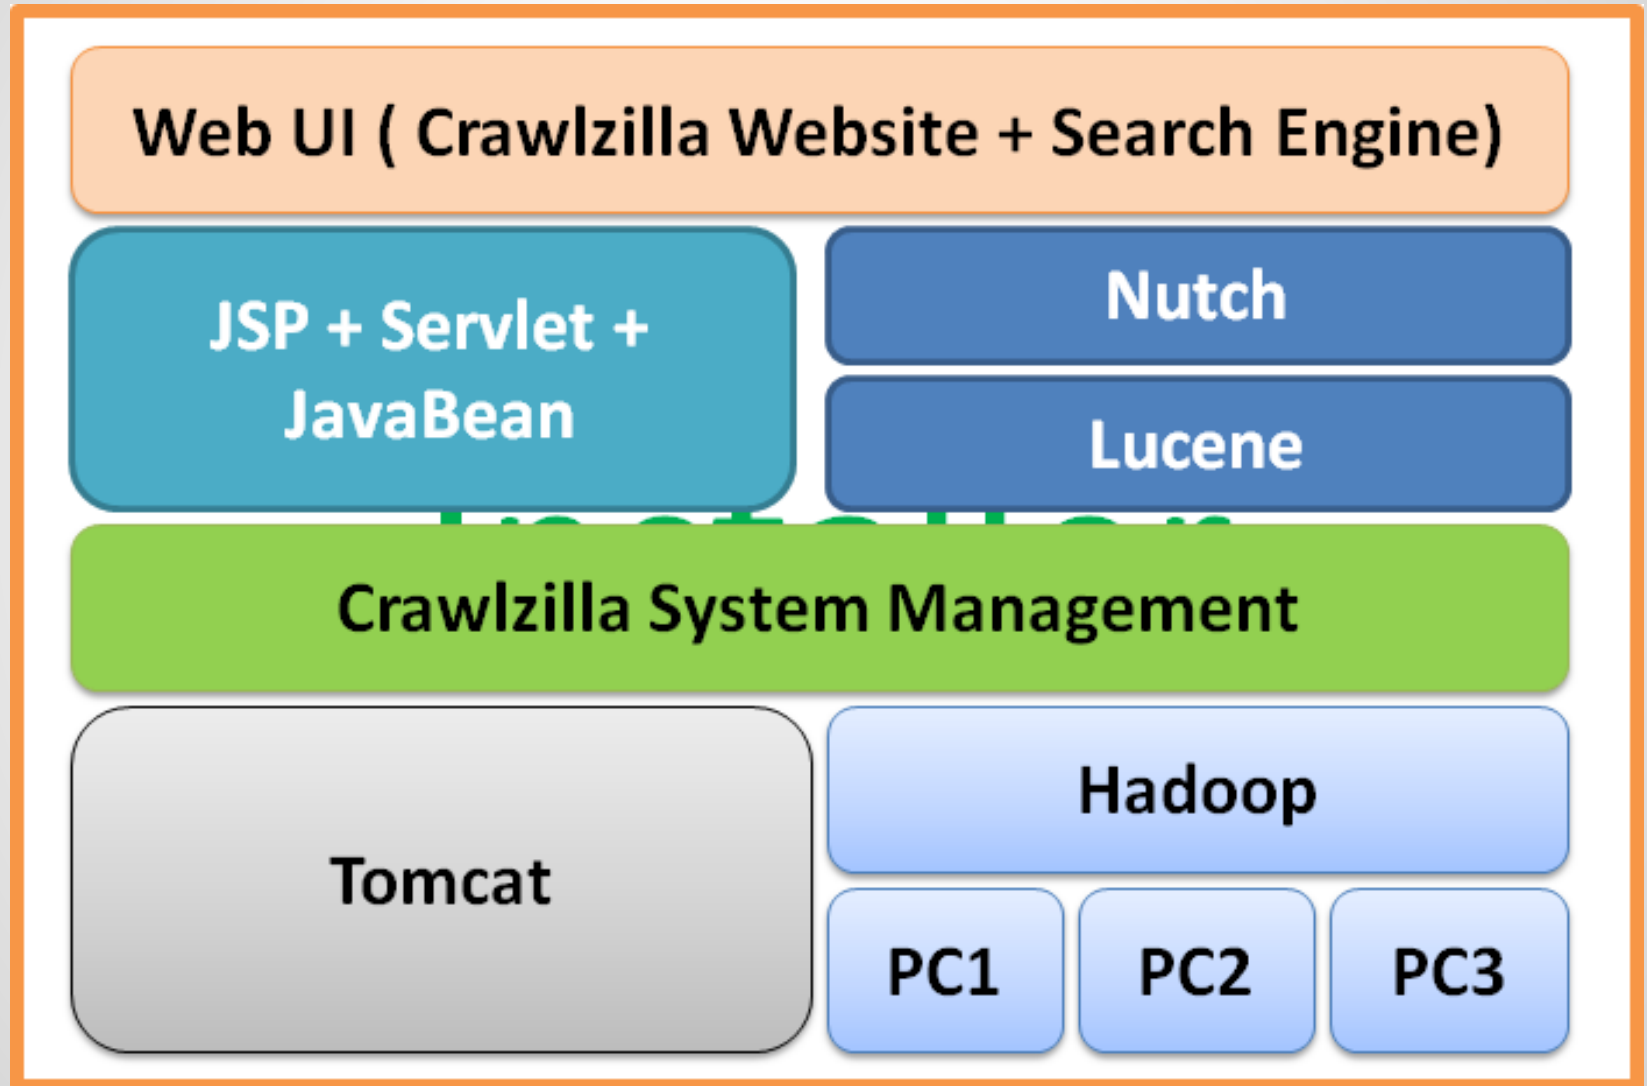 Web UI ( Crawlzilla Website + Search Engine)
JSP + Servlet +
JavaBean
Nutch
Lucene
Crawlzilla System Management
Tomcat
Hadoop
PC1
PC2
PC3